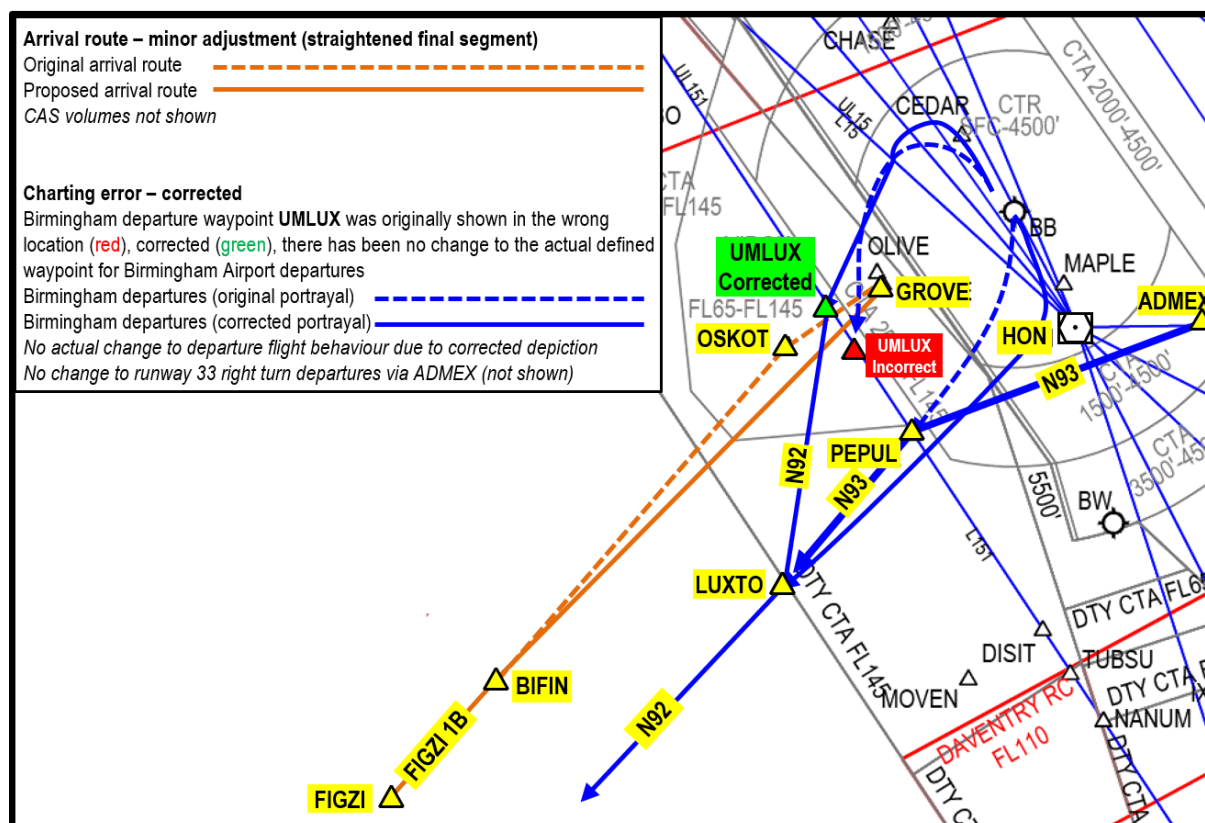 Arrival route – minor adjustment (straightened final segment)
Original arrival route
Proposed arrival route
CAS volumes not shown
Charting error – corrected
Birmingham departure waypoint UMLUX was originally shown in the wrong
location (red), corrected (green), there has been no change to the actual defined
waypoint for Birmingham Airport departures
Birmingham departures (original portrayal)
Birmingham departures (corrected portrayal)
No actual change to departure flight behaviour due to corrected depiction
No change to runway 33 right turn departures via ADMEX (not shown)
CHASE
UL151
UL15
L15
CEDAR
CTR
SFC-4500'
CTA 2000'-4500'
BB
OLIVE
MAPLE
UMLUX
Corrected
FL65-FL145
GROVE
ADMEX
OSKOT
UMLUX
Incorrect
HON
N93
CTA
1500'-4500'
PEPUL
N92
N93
CTA
5500'
BW
L151
LUXTO
DTY CTA FL145
DTY CTA FL65
DISIT
TUBSU
MOVEN
BIFIN
N92
NANUM
DAVENTRY RC
FL110
FIGZI 1B
FIGZI
DTY CTA
DTY CTA